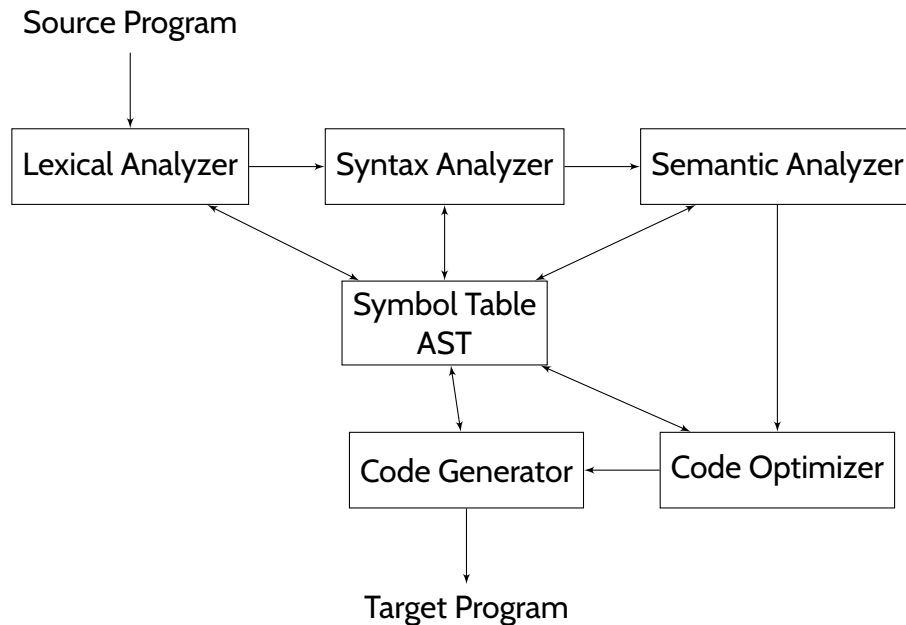 Source Program
Lexical Analyzer
Syntax Analyzer
Semantic Analyzer
Symbol Table
AST
Code Generator
Code Optimizer
Target Program